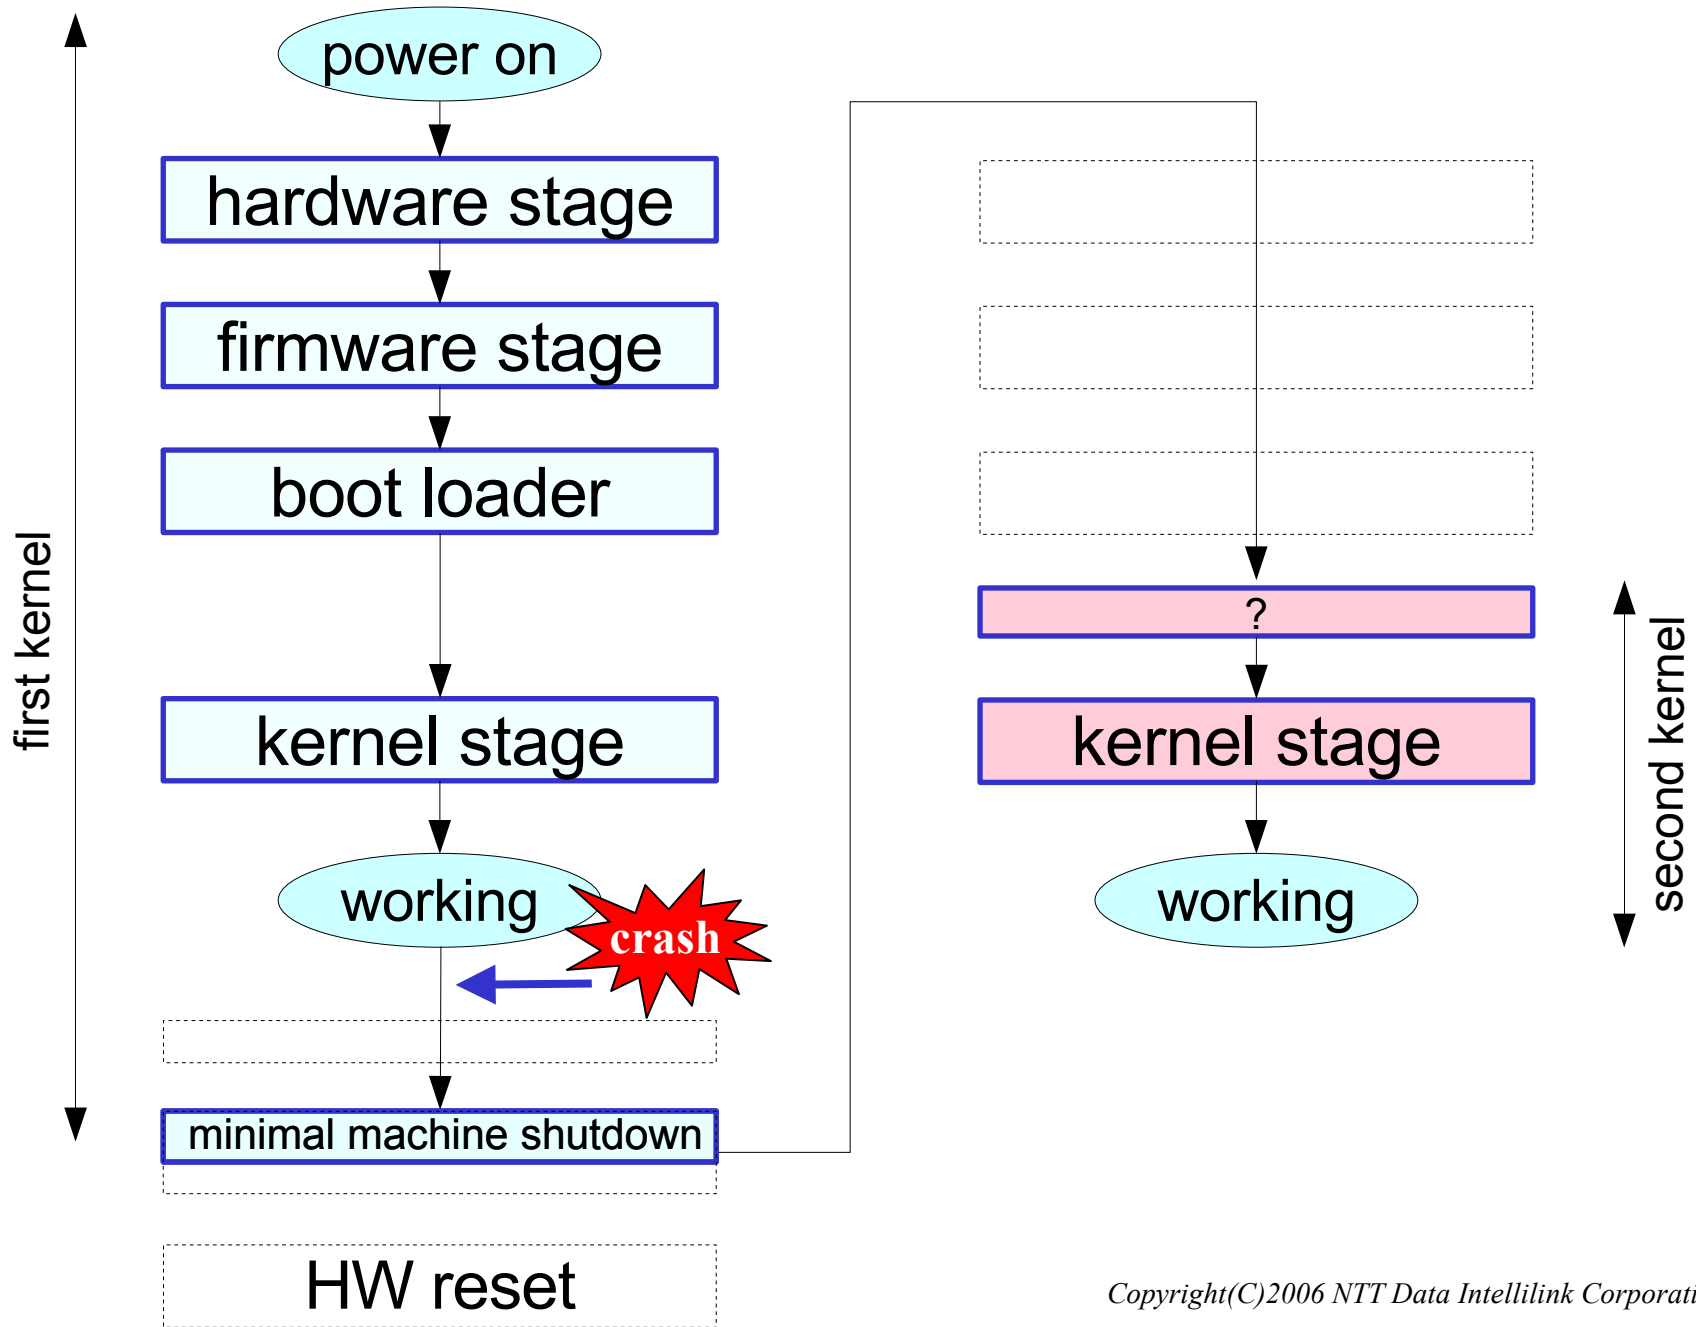 power on
hardware stage
firmware stage
boot loader
kernel stage
working
crash
minimal machine shutdown
HW reset
first kernel
?
kernel stage
working
second kernel
Copyright(C)2006 NTT Data Intellilink Corporati